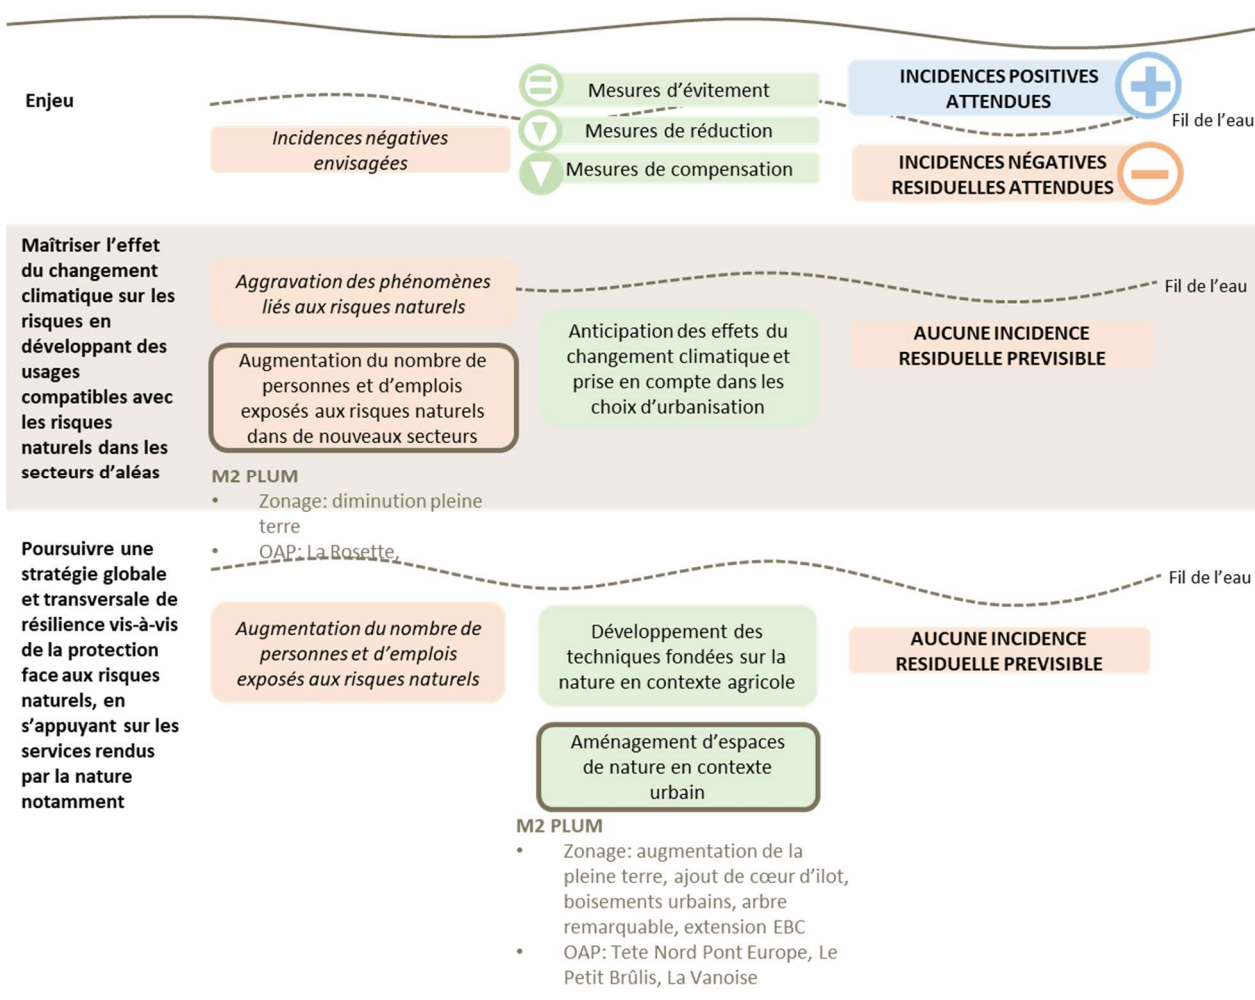 Enjeu
Incidences négatives
envisagées
Mesures d'évitement
Mesures de réduction
Mesures de compensation
INCIDENCES POSITIVES
ATTENDUES
Fil de l'eau
INCIDENCES NÉGATIVES
RESIDUELLES ATTENDUES
Maîtriser l'effet
du changement
climatique sur les
risques en
développant des
usages
compatibles avec
les risques
naturels dans les
secteurs d'aléas
Aggravation des phénomènes
liés aux risques naturels
Augmentation du nombre de
personnes et d'emplois
exposés aux risques naturels
dans de nouveaux secteurs
M2 PLUM
• Zonage: diminution pleine
terre
• OAP: La Rosette,
Anticipation des effets du
changement climatique et
prise en compte dans les
choix d'urbanisation
Fil de l'eau
AUCUNE INCIDENCE
RESIDUELLE PREVISIBLE
Poursuivre une
stratégie globale
et transversale de
résilience vis-à-vis
de la protection
face aux risques
naturels, en
s'appuyant sur les
services rendus
par la nature
notamment
Augmentation du nombre de
personnes et d'emplois
exposés aux risques naturels
Développement des
techniques fondées sur la
nature en contexte agricole
Aménagement d'espaces
de nature en contexte
urbain
M2 PLUM
• Zonage: augmentation de la
pleine terre, ajout de cœur d'ilot,
boisements urbains, arbre
remarquable, extension EBC
• OAP: Tete Nord Pont Europe, Le
Petit Brûlis, La Vanoise
Fil de l'eau
AUCUNE INCIDENCE
RESIDUELLE PREVISIBLE